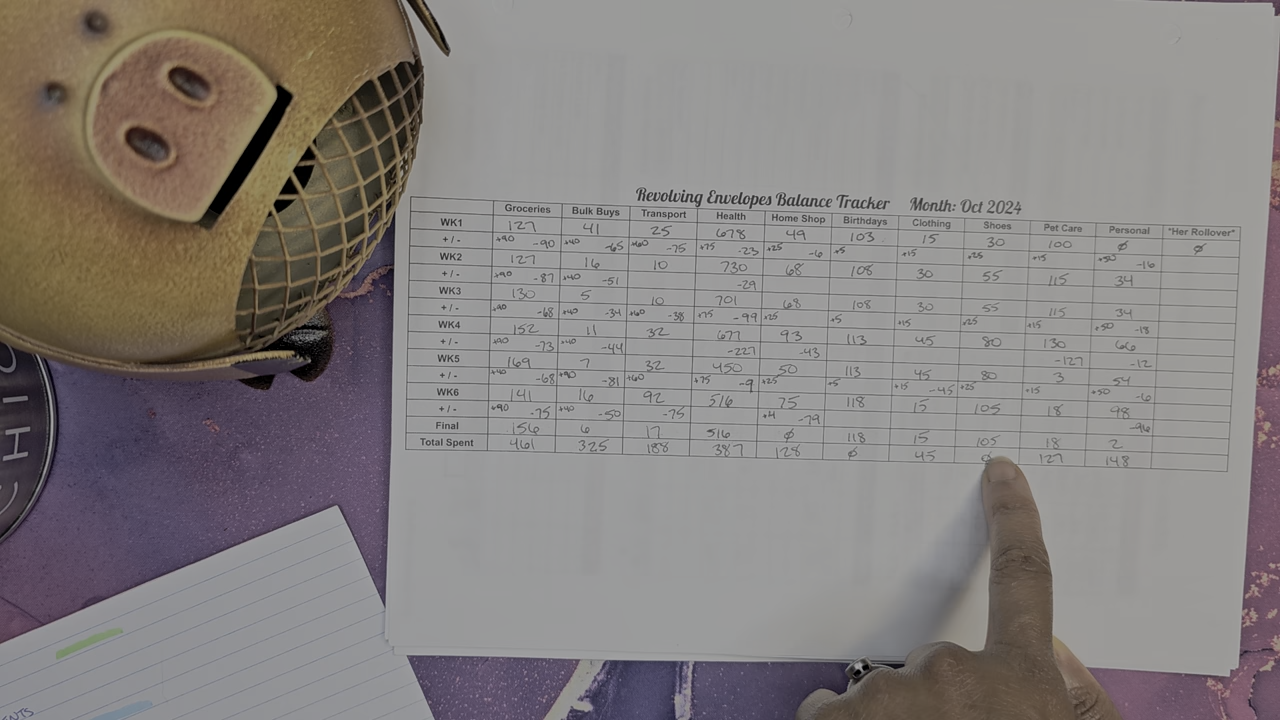 Revolving Envelopes Balance Tracker Month: Oct 2024
Groceries Bulk Buys Transport Health Home Shop Birthdays Clothing Shoes Pet Care Personal *Her Rollover*
WK1 127 41 25 678 49 103 15 30 100 ∅ ∅
+ / - +90 -90 +40 -65 +60 -75 +75 -23 +25 -6 +5 +15 +25 +15 +50 -16
WK2 127 16 10 730 68 108 30 55 115 34
+ / - +90 -87 +40 -51 -29
WK3 130 5 10 701 68 108 30 55 115 34
+ / - +90 -68 +40 -34 +60 -38 +75 -99 +25 +5 +15 +25 +15 +50 -18
WK4 152 11 32 677 93 113 45 80 130 66
+ / - +90 -73 +40 -44 -227 -43 -127 -12
WK5 169 7 32 450 50 113 45 80 3 54
+ / - +40 -68 +90 -81 +60 +75 -9 +25 +5 +15 -45 +25 +15 +50 -6
WK6 141 16 92 516 75 118 15 105 18 98
+ / - +90 -75 +40 -50 -75 +4 -79 -96
Final 156 6 17 516 ∅ 118 15 105 18 2
Total Spent 461 325 188 387 128 ∅ 45 ∅ 127 148
CHIC
ENTS